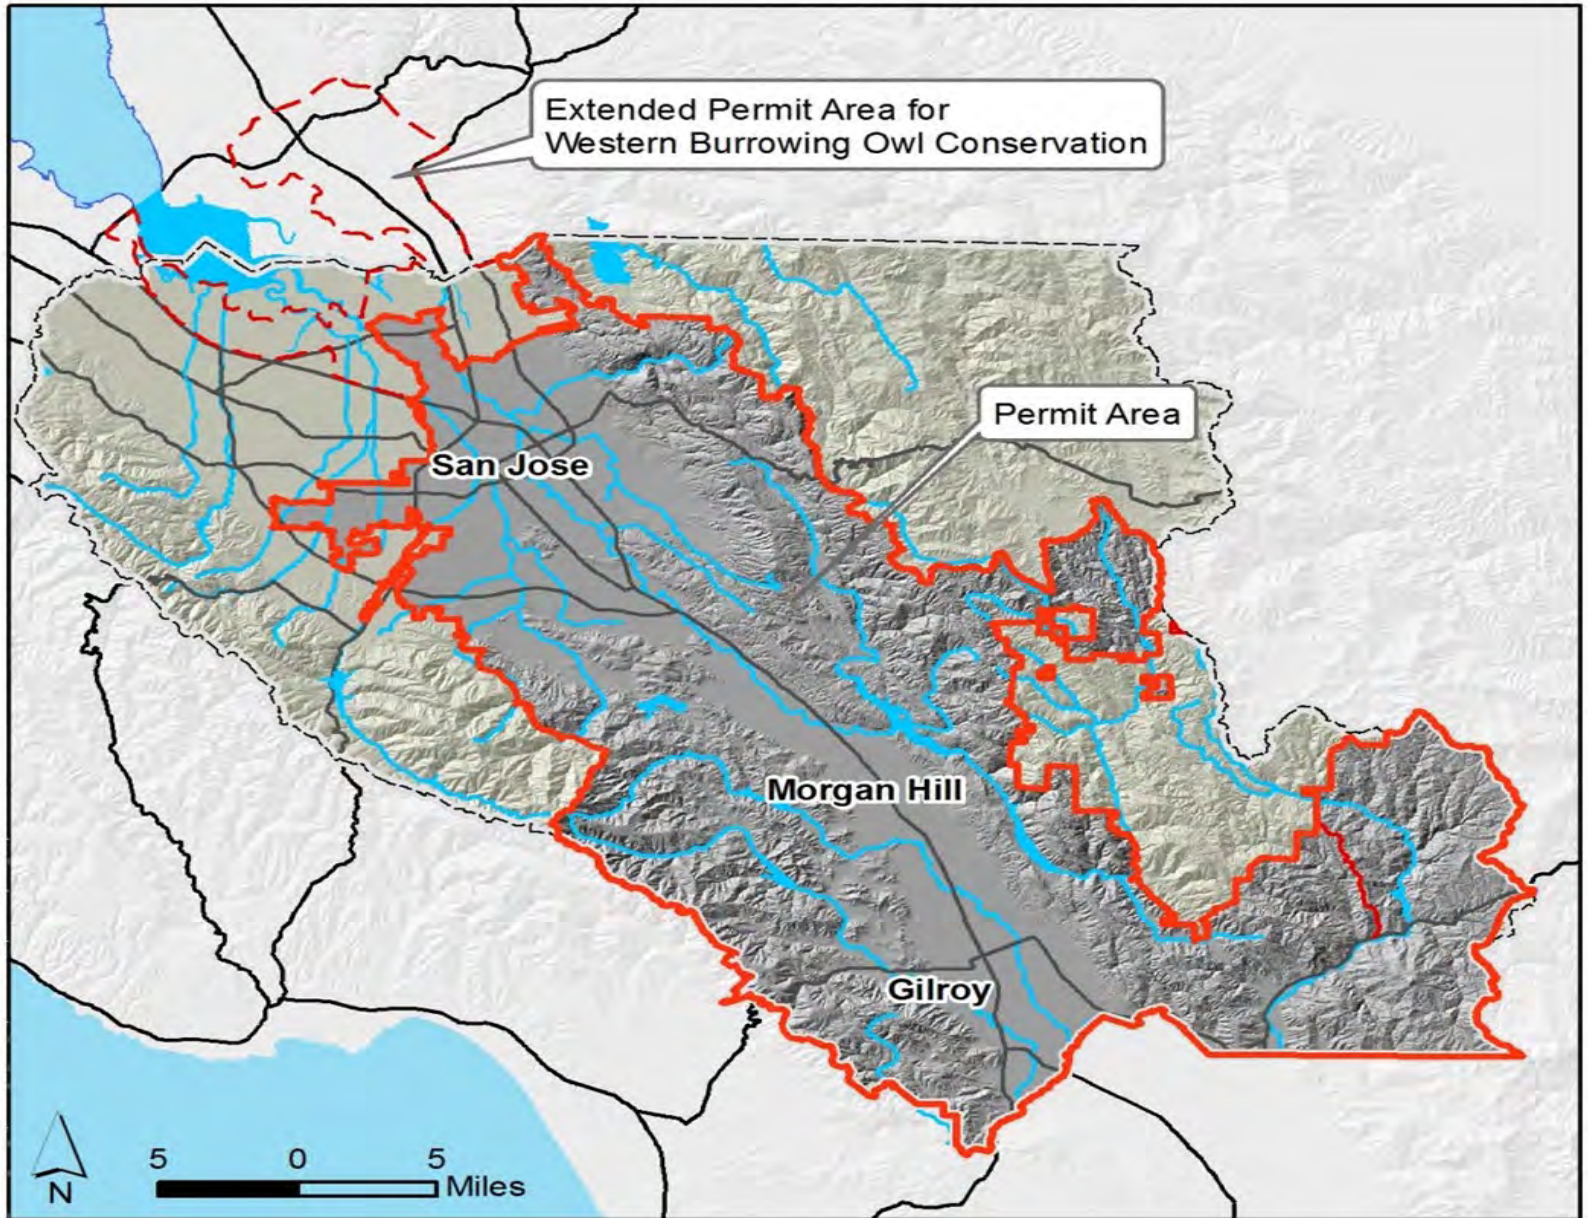 Extended Permit Area for
Western Burrowing Owl Conservation
Permit Area
San Jose
Morgan Hill
Gilroy
N
5 0 5
Miles